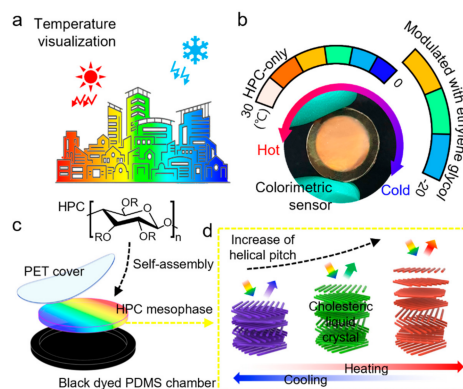 a
Temperature
visualization
b
HPC-only
30
(℃)
0
Modulated with ethylene glycol
-20
Hot
Cold
Colorimetric
sensor
c
HPC
OR
O
O
RO
OR
n
PET cover
Self-assembly
HPC mesophase
Black dyed PDMS chamber
d
Increase of
helical pitch
Cholesteric
liquid
crystal
Heating
Cooling